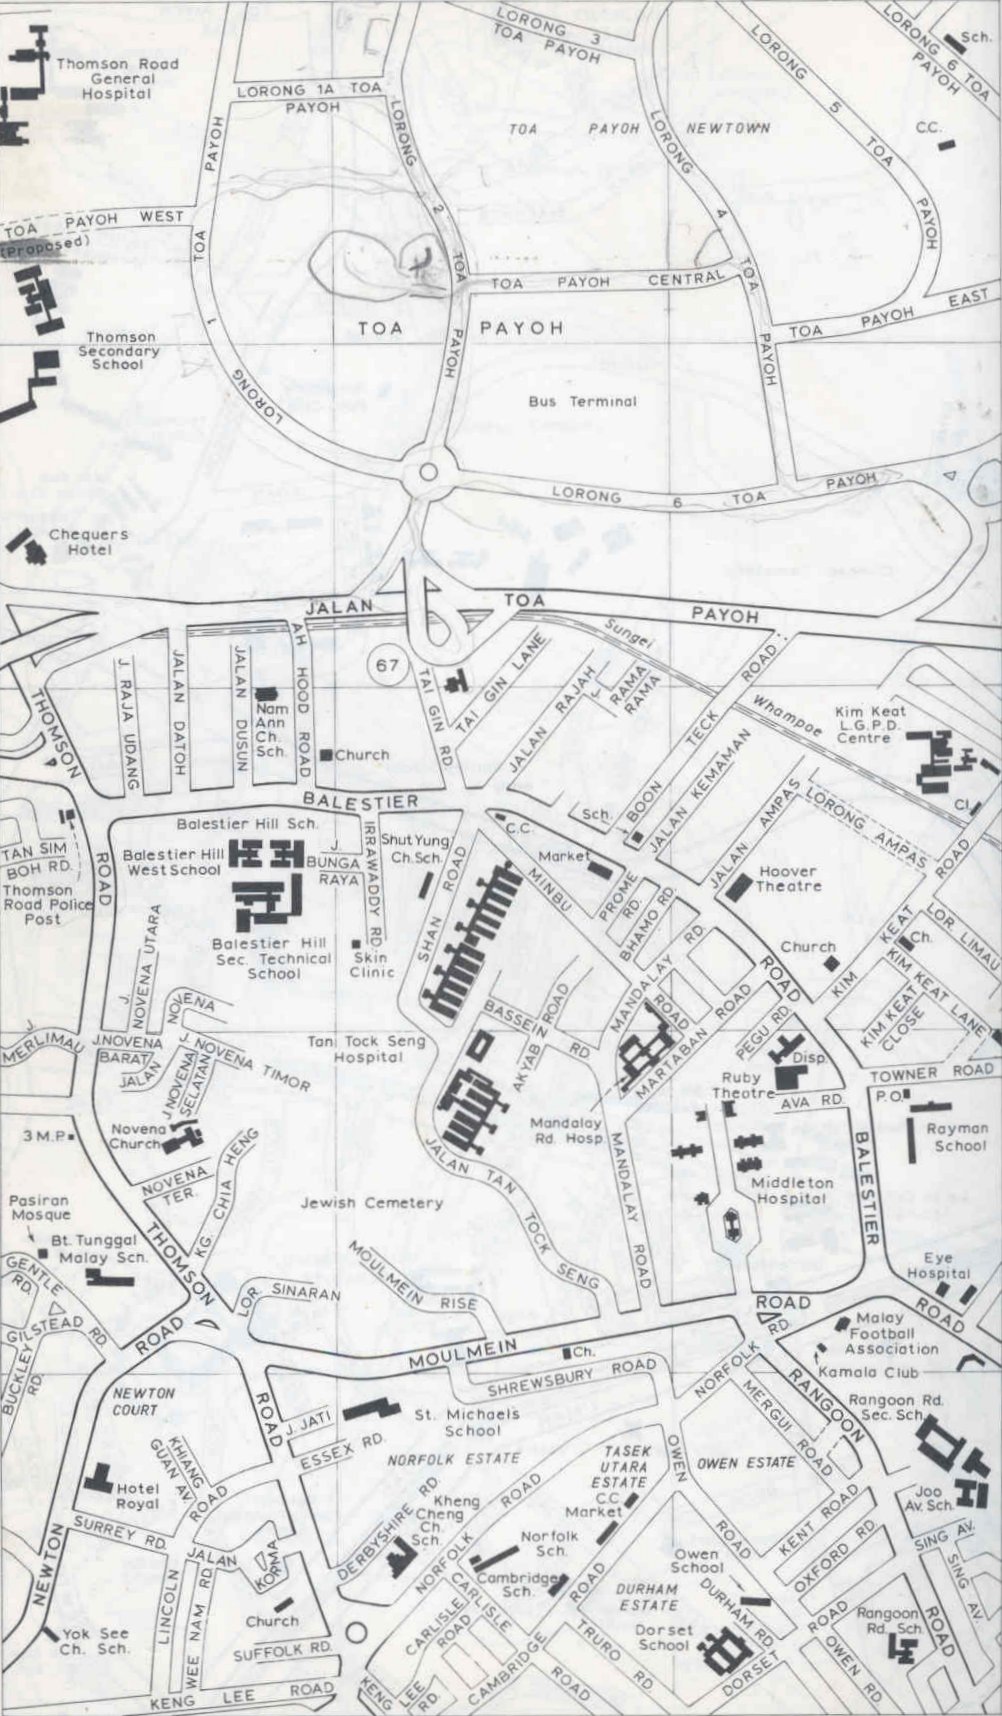 LORONG 3
TOA PAYOH
LORONG 5 TOA PAYOH
LORONG 6 TOA
PAYOH
Sch.
Thomson Road
General
Hospital
LORONG 1A TOA
PAYOH
LORONG 2 TOA PAYOH
TOA PAYOH NEWTOWN
LORONG 4 TOA PAYOH
C.C.
TOA PAYOH WEST
(Proposed)
LORONG 1 TOA PAYOH
TOA PAYOH CENTRAL
TOA PAYOH EAST
TOA PAYOH
Thomson
Secondary
School
Bus Terminal
LORONG 6 TOA PAYOH
Chequers
Hotel
JALAN TOA PAYOH
Sungei Whampoe
67
THOMSON ROAD
J. RAJA UDANG
JALAN DATOH
JALAN DUSUN
Nam
Ann
Ch.
Sch.
AH HOOD ROAD
Church
TAI GIN RD
TAI GIN LANE
JALAN RAJAH
J. RAMA
RAMA
BOON TECK ROAD
JALAN KEMAMAN
Kim Keat
L.G.P.D.
Centre
Cl.
JALAN AMPAS
LORONG AMPAS
BALESTIER ROAD
Sch.
C.C.
Market
TAN SIM
BOH RD.
Thomson
Road Police
Post
Balestier Hill Sch.
Balestier Hill
West School
Balestier Hill
Sec. Technical
School
J.
BUNGA
RAYA
IRRAWADDY RD.
Skin
Clinic
Shut Yung
Ch.Sch.
SHAN ROAD
MINBU
PROME
RD.
BHAMO RD.
Hoover
Theatre
Church
KIM KEAT ROAD
Ch.
LOR. LIMAU
KIM KEAT LANE
KIM KEAT
CLOSE
J.
NOVENA UTARA
J. NOVENA
J.NOVENA
BARAT
J. NOVENA TIMOR
JALAN
J.NOVENA
SELATAN
J.
MERLIMAU
Tan Tock Seng
Hospital
BASSEIN RD
AKYAB ROAD
MANDALAY RD.
MANDALAY ROAD
MARTABAN ROAD
PEGU RD.
Disp.
Ruby
Theatre
AVA RD.
TOWNER ROAD
P.O.
Rayman
School
3 M.P.
Novena
Church
NOVENA
TER.
KG. CHIA HENG
Mandalay
Rd. Hosp.
MANDALAY ROAD
Middleton
Hospital
BALESTIER ROAD
Jewish Cemetery
JALAN TAN TOCK SENG
Pasiran
Mosque
Bt. Tunggal
Malay Sch.
GENTLE
RD.
GILSTEAD RD.
BUCKLEY
RD.
THOMSON ROAD
LOR. SINARAN
MOULMEIN RISE
MOULMEIN ROAD
Ch.
Eye
Hospital
Malay
Football
Association
Kamala Club
SHREWSBURY ROAD
NORFOLK RD.
RANGOON ROAD
Rangoon Rd.
Sec. Sch.
NEWTON
COURT
J. JATI
St. Michaels
School
ESSEX RD.
NORFOLK ESTATE
TASEK
UTARA
ESTATE
C.C.
Market
OWEN ESTATE
MERGUI ROAD
OWEN ROAD
Joo
Av. Sch.
SING AV.
SING AV.
KHIANG
GUAN AV.
Hotel
Royal
SURREY RD.
LINCOLN ROAD
JALAN KORMA
WEE NAM RD
NEWTON ROAD
Yok See
Ch. Sch.
Church
SUFFOLK RD.
KENG LEE ROAD
DERBYSHIRE RD.
Kheng
Cheng
Ch.
Sch.
NORFOLK ROAD
Norfolk
Sch.
Cambridge
Sch.
CARLISLE
CARLISLE
ROAD
CAMBRIDGE ROAD
KENG
LEE
RD.
DURHAM
ESTATE
Owen
School
DURHAM RD.
KENT ROAD
OXFORD RD.
Dorset
School
DORSET ROAD
TRURO RD
ROAD
OWEN RD.
Rangoon
Rd. Sch.